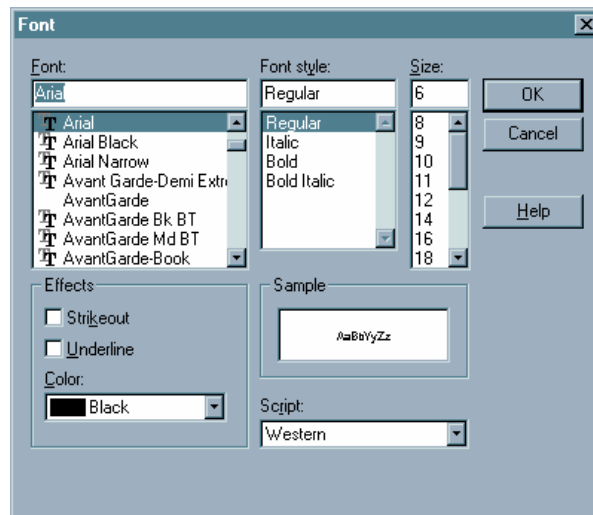 Font
Font:
Arial
Arial
Arial Black
Arial Narrow
Avant Garde-Demi Extr
AvantGarde
AvantGarde Bk BT
AvantGarde Md BT
AvantGarde-Book
Font style:
Regular
Regular
Italic
Bold
Bold Italic
Size:
6
8
9
10
11
12
14
16
18
OK
Cancel
Help
Effects
Strikeout
Underline
Color:
Black
Sample
AaBbYyZz
Script:
Western